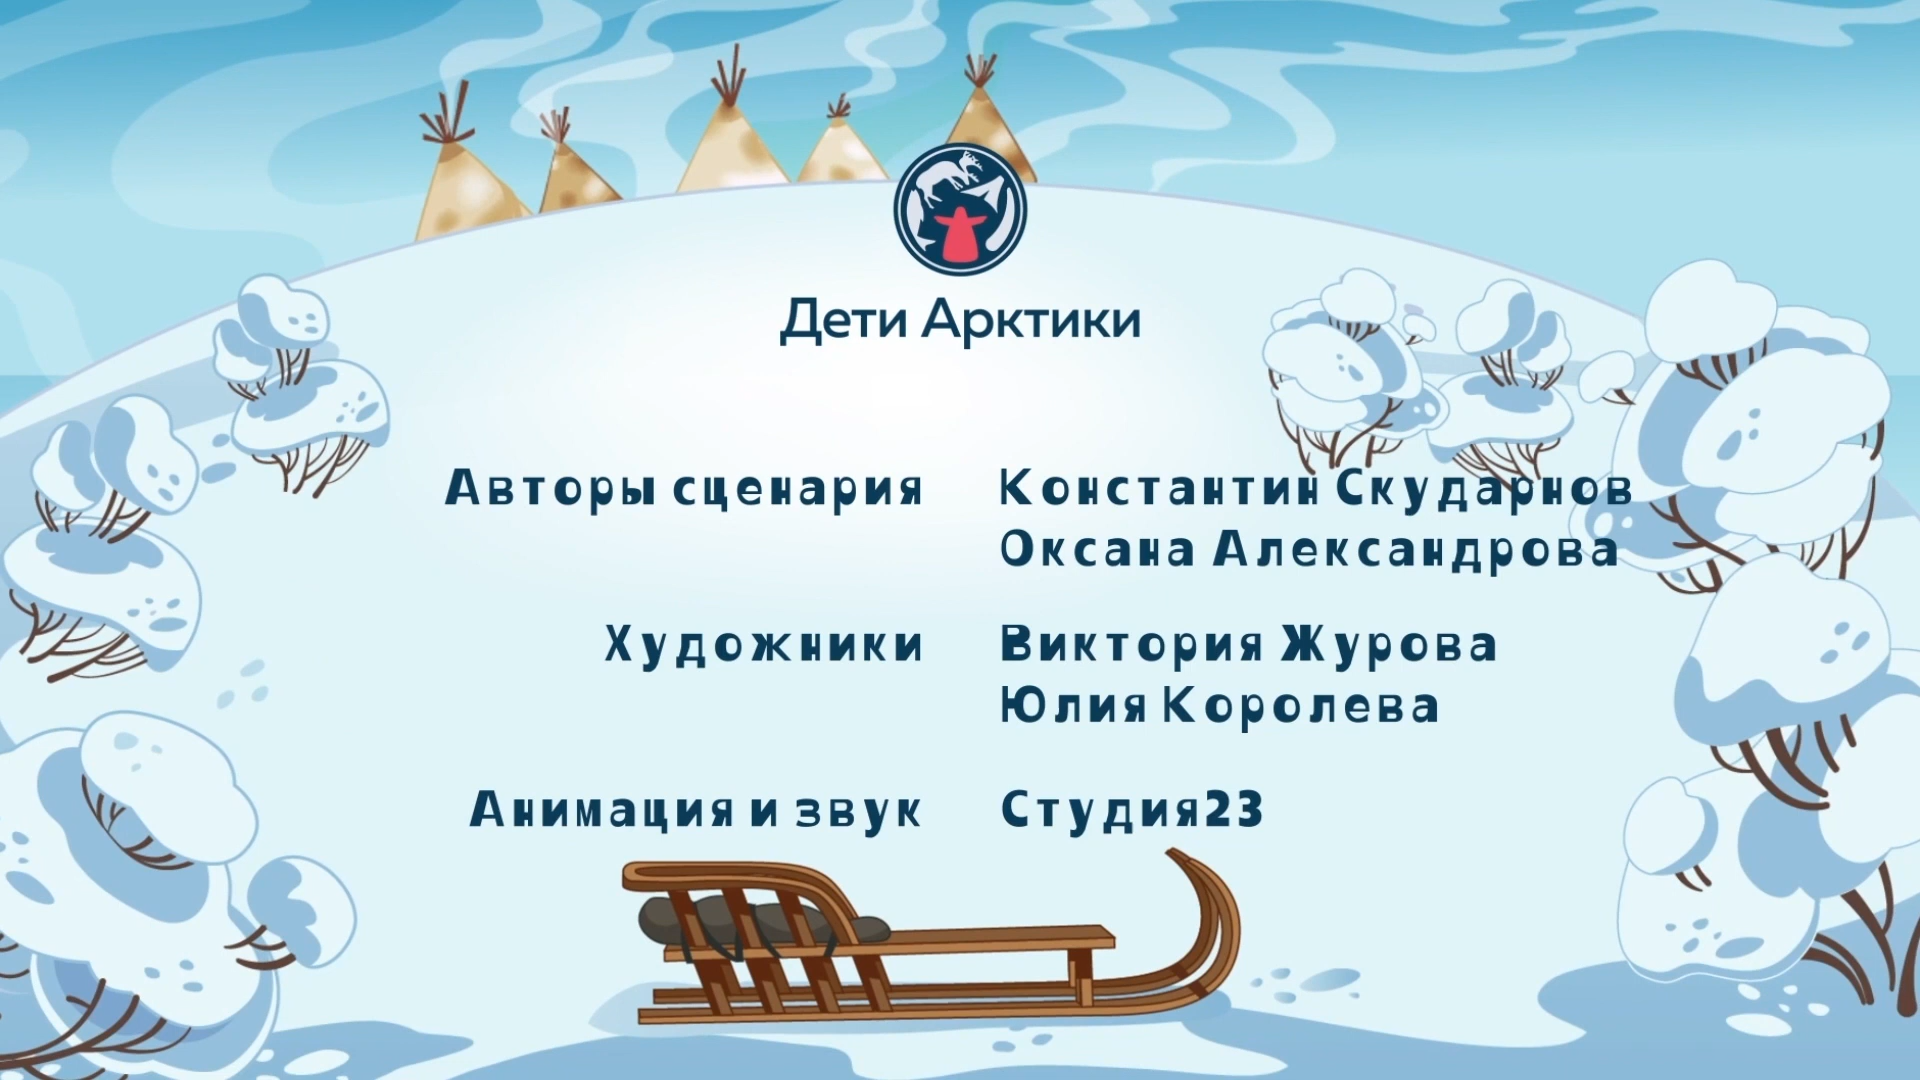 Дети Арктики
Авторы сценария Константин Скударнов
Оксана Александрова
Художники Виктория Журова
Юлия Королева
Анимация и звук Студия23